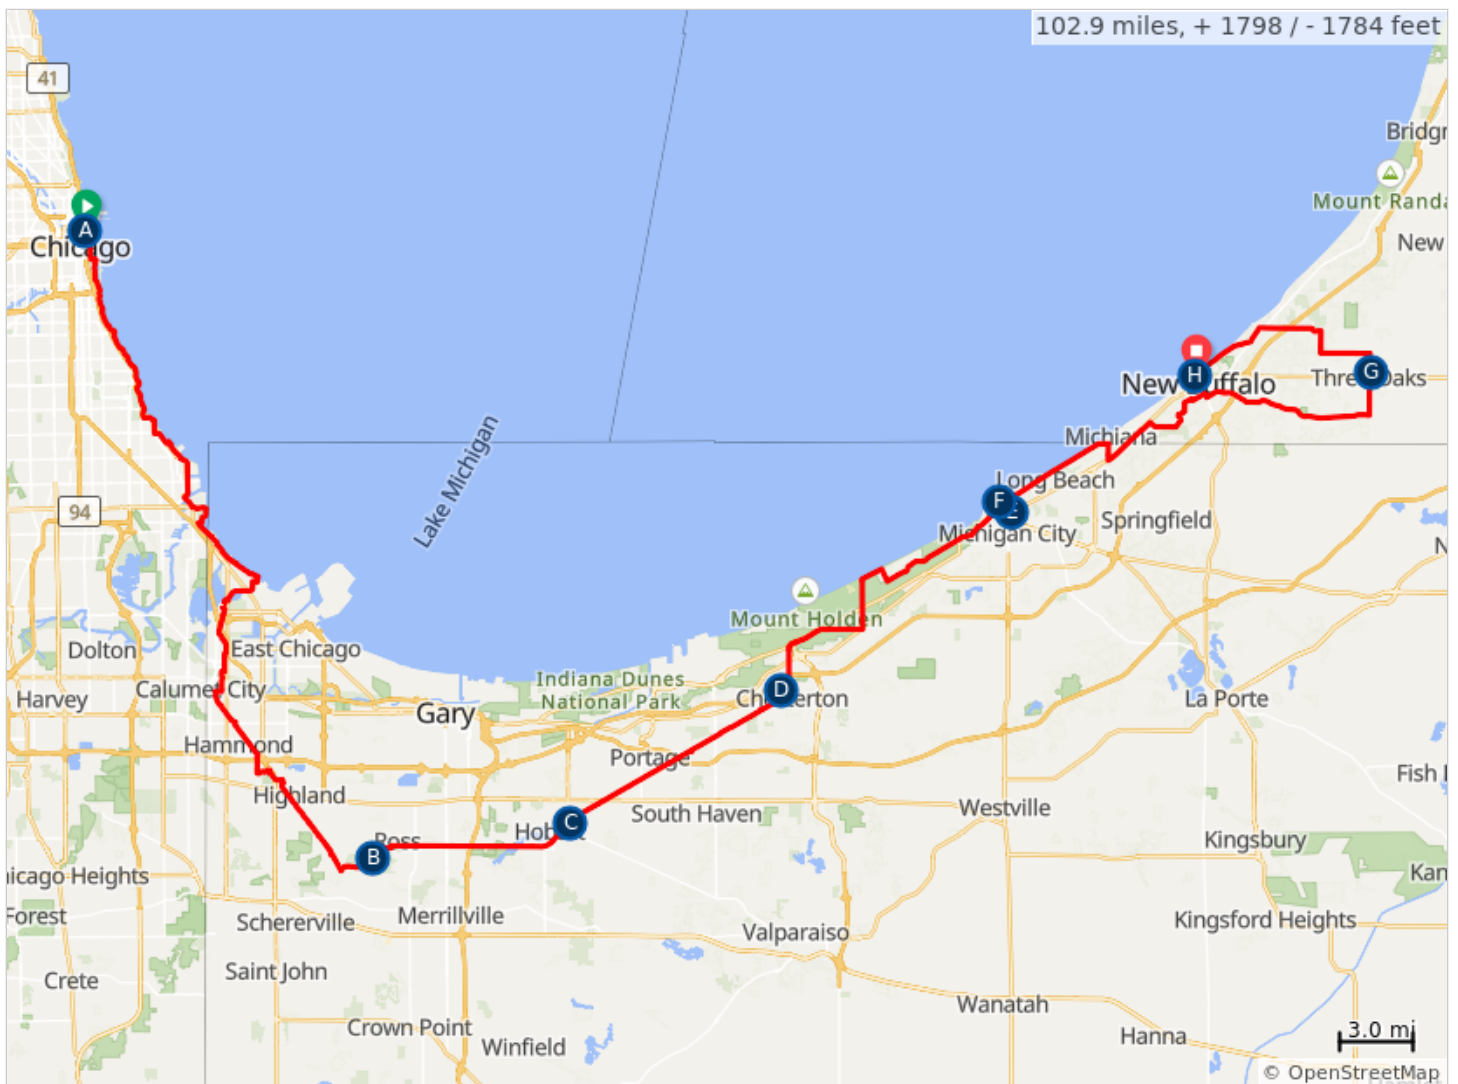 102.9 miles, + 1798 / - 1784 feet
41
Bridgr
Mount Randa
A
Chicago
New
H
New Buffalo
G
Three Oaks
Michiana
Lake Michigan
Long Beach
F
E
94
Springfield
Michigan City
N
Mount Holden
Dolton
East Chicago
Indiana Dunes
National Park
Calumet City
Harvey
D
Chesterton
La Porte
Gary
Hammond
Portage
Fish
Highland
Westville
South Haven
C
Hobart
Ross
B
Kingsbury
icago Heights
Kan
Forest
Schererville
Merrillville
Kingsford Heights
Valparaiso
Saint John
Crete
Wanatah
Crown Point
Hanna
3.0 mi
Winfield
© OpenStreetMap